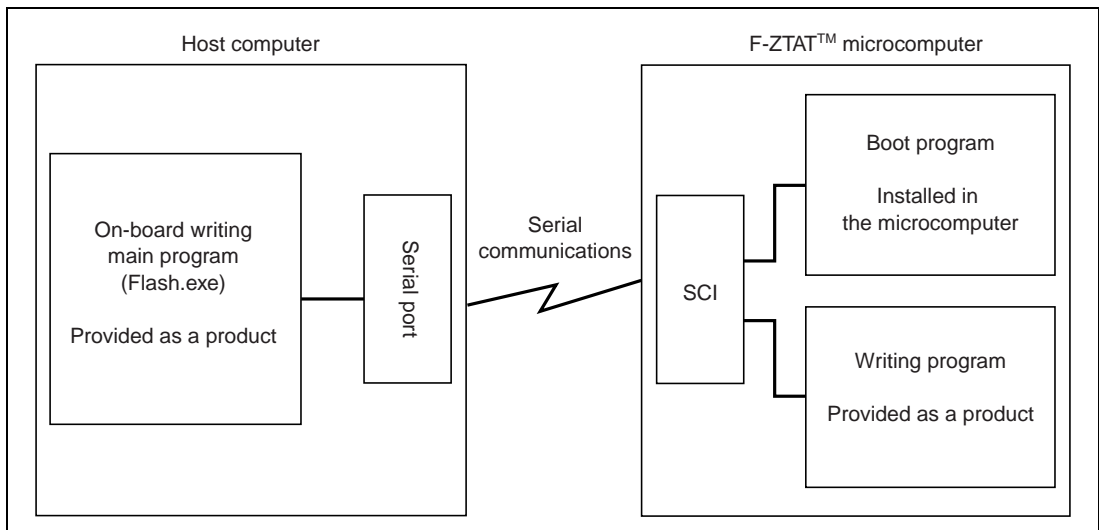 Host computer
On-board writing
main program
(Flash.exe)
Provided as a product
Serial port
Serial
communications
F-ZTAT™ microcomputer
SCI
Boot program
Installed in
the microcomputer
Writing program
Provided as a product